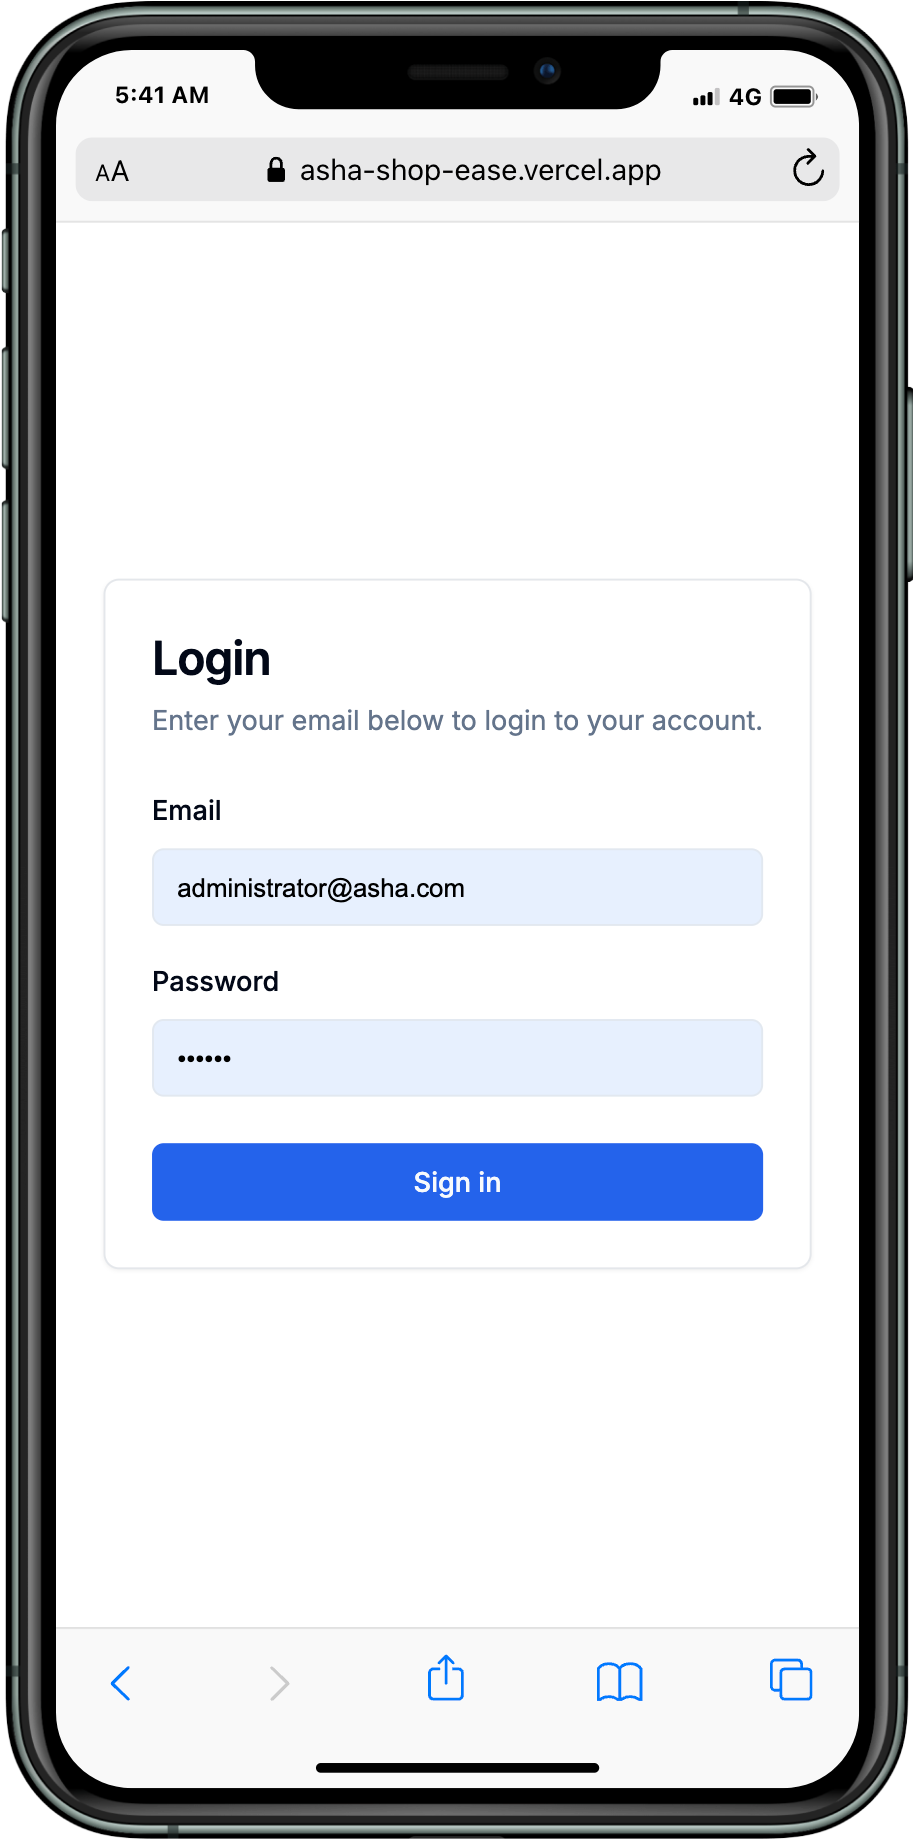 5:41 AM 4G
AA asha-shop-ease.vercel.app
Login
Enter your email below to login to your account.
Email
administrator@asha.com
Password
••••••
Sign in